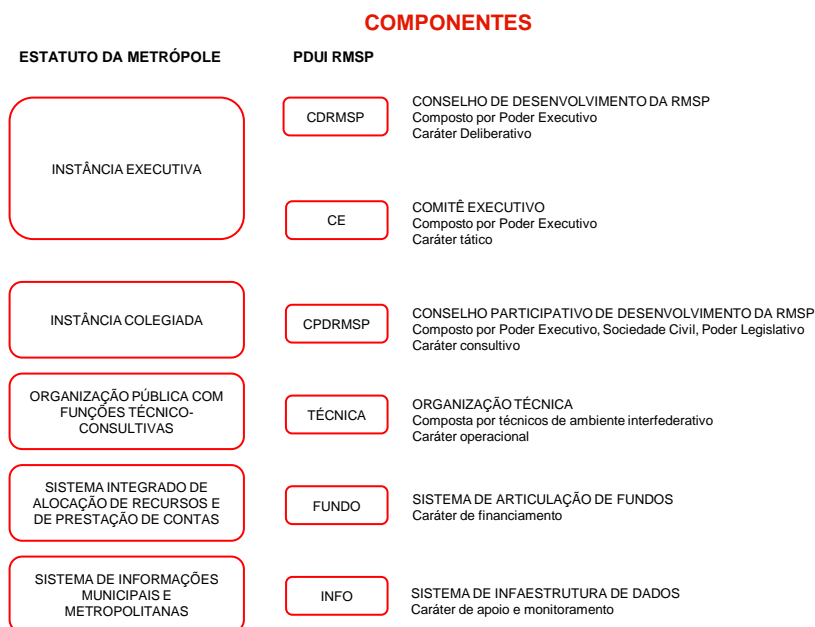 COMPONENTES
ESTATUTO DA METRÓPOLE
PDUI RMSP
INSTÂNCIA EXECUTIVA
CDRMSP
CONSELHO DE DESENVOLVIMENTO DA RMSP
Composto por Poder Executivo
Caráter Deliberativo
CE
COMITÊ EXECUTIVO
Composto por Poder Executivo
Caráter tático
INSTÂNCIA COLEGIADA
CPDRMSP
CONSELHO PARTICIPATIVO DE DESENVOLVIMENTO DA RMSP
Composto por Poder Executivo, Sociedade Civil, Poder Legislativo
Caráter consultivo
ORGANIZAÇÃO PÚBLICA COM
FUNÇÕES TÉCNICO-
CONSULTIVAS
TÉCNICA
ORGANIZAÇÃO TÉCNICA
Composta por técnicos de ambiente interfederativo
Caráter operacional
SISTEMA INTEGRADO DE
ALOCAÇÃO DE RECURSOS E
DE PRESTAÇÃO DE CONTAS
FUNDO
SISTEMA DE ARTICULAÇÃO DE FUNDOS
Caráter de financiamento
SISTEMA DE INFORMAÇÕES
MUNICIPAIS E
METROPOLITANAS
INFO
SISTEMA DE INFAESTRUTURA DE DADOS
Caráter de apoio e monitoramento